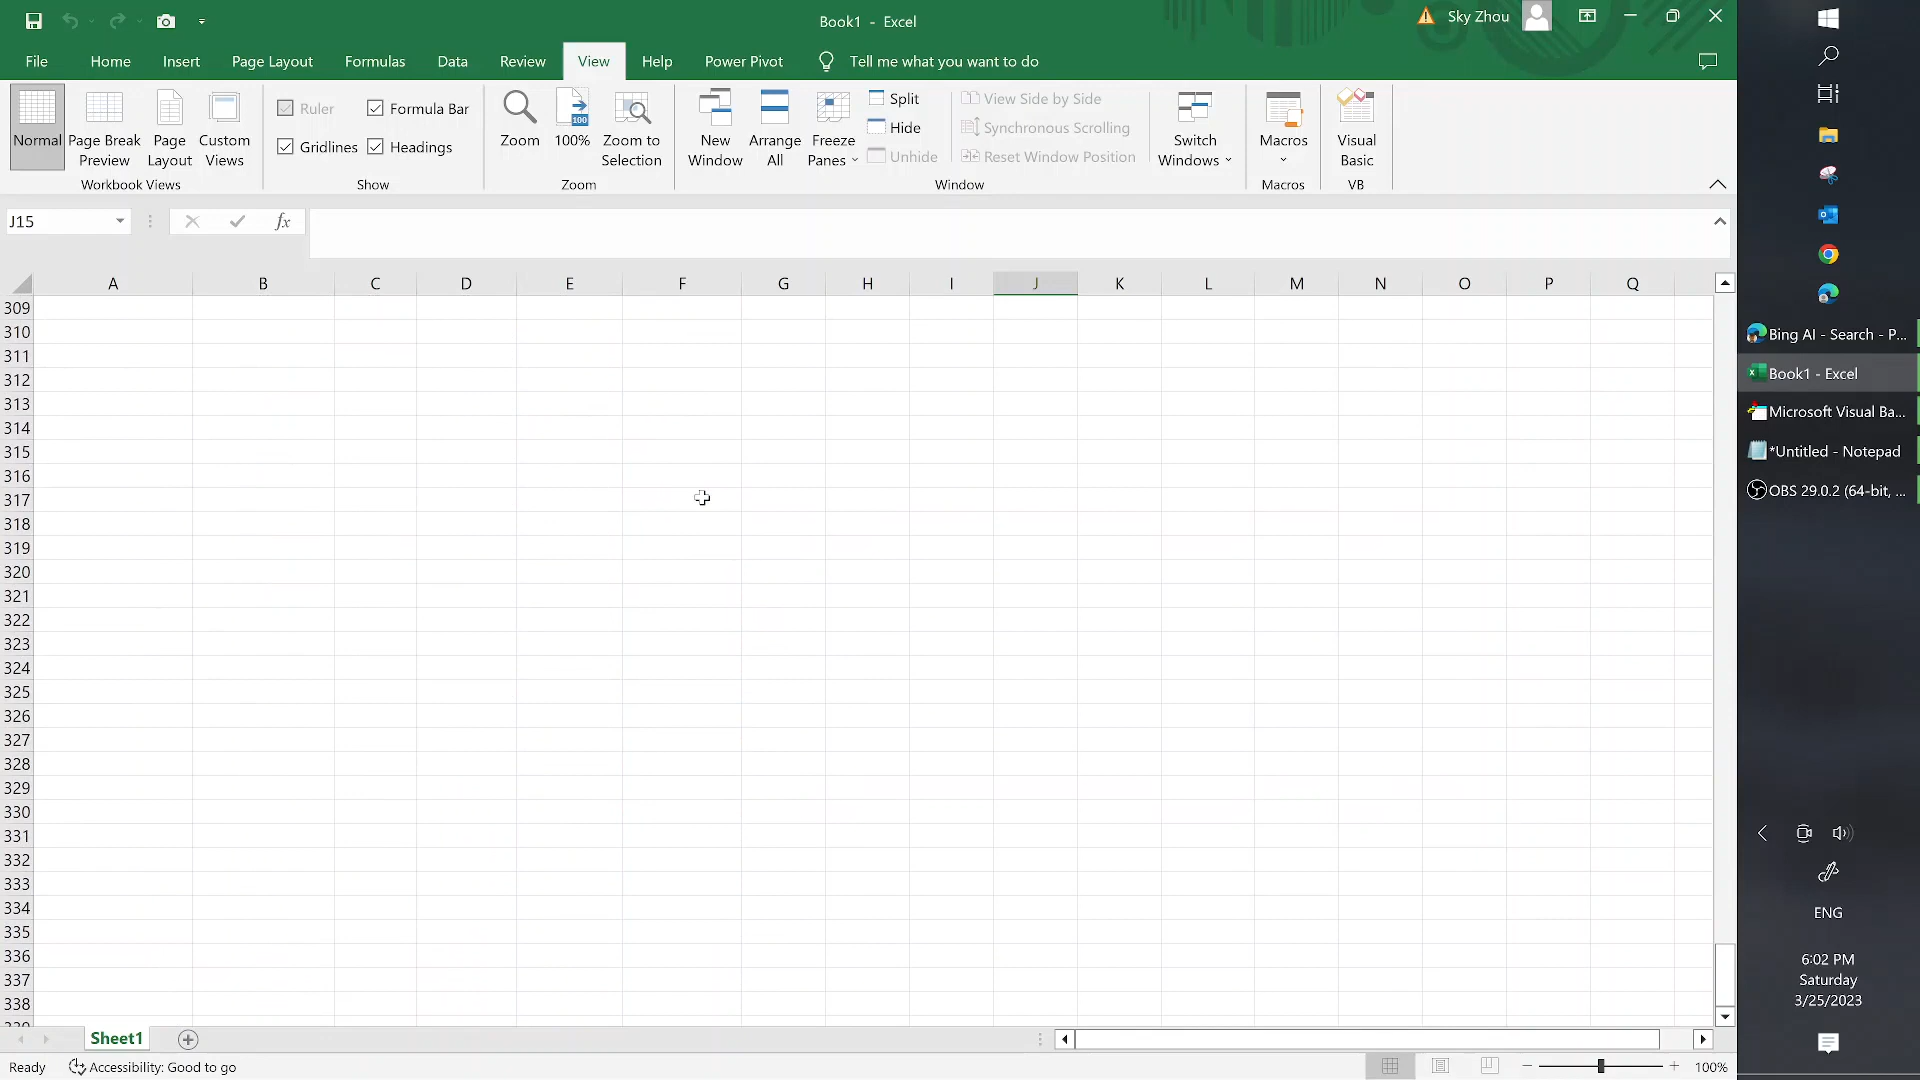 Book1 - Excel
Sky Zhou
File Home Insert Page Layout Formulas Data Review View Help Power Pivot Tell me what you want to do
Normal
Page Break Preview
Page Layout
Custom Views
Workbook Views
Ruler
Formula Bar
Gridlines
Headings
Show
Zoom
100
100%
Zoom to Selection
Zoom
New Window
Arrange All
Freeze Panes
Split
Hide
Unhide
View Side by Side
Synchronous Scrolling
Reset Window Position
Switch Windows
Window
Macros
Macros
Visual Basic
VB
J15
fx
A B C D E F G H I J K L M N O P Q
309
310
311
312
313
314
315
316
317
318
319
320
321
322
323
324
325
326
327
328
329
330
331
332
333
334
335
336
337
338
339
Sheet1
Ready
Accessibility: Good to go
100%
Bing AI - Search - P...
Book1 - Excel
Microsoft Visual Ba...
*Untitled - Notepad
OBS 29.0.2 (64-bit, ...
ENG
6:02 PM
Saturday
3/25/2023